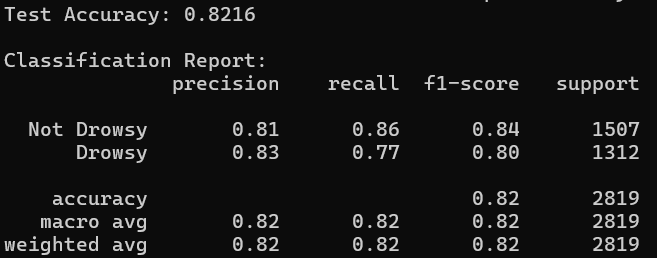 Test Accuracy: 0.8216
Classification Report:
precision recall f1-score support
Not Drowsy 0.81 0.86 0.84 1507
Drowsy 0.83 0.77 0.80 1312
accuracy 0.82 2819
macro avg 0.82 0.82 0.82 2819
weighted avg 0.82 0.82 0.82 2819